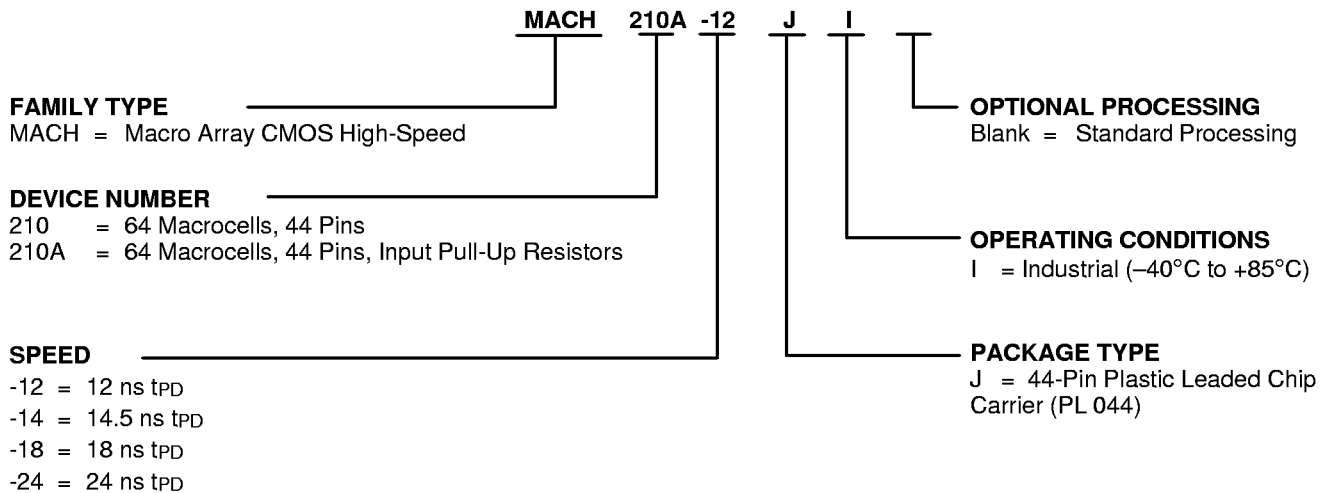 MACH 210A -12 J I
FAMILY TYPE
MACH = Macro Array CMOS High-Speed
DEVICE NUMBER
210 = 64 Macrocells, 44 Pins
210A = 64 Macrocells, 44 Pins, Input Pull-Up Resistors
SPEED
-12 = 12 ns tPD
-14 = 14.5 ns tPD
-18 = 18 ns tPD
-24 = 24 ns tPD
OPTIONAL PROCESSING
Blank = Standard Processing
OPERATING CONDITIONS
I = Industrial (–40°C to +85°C)
PACKAGE TYPE
J = 44-Pin Plastic Leaded Chip
Carrier (PL 044)